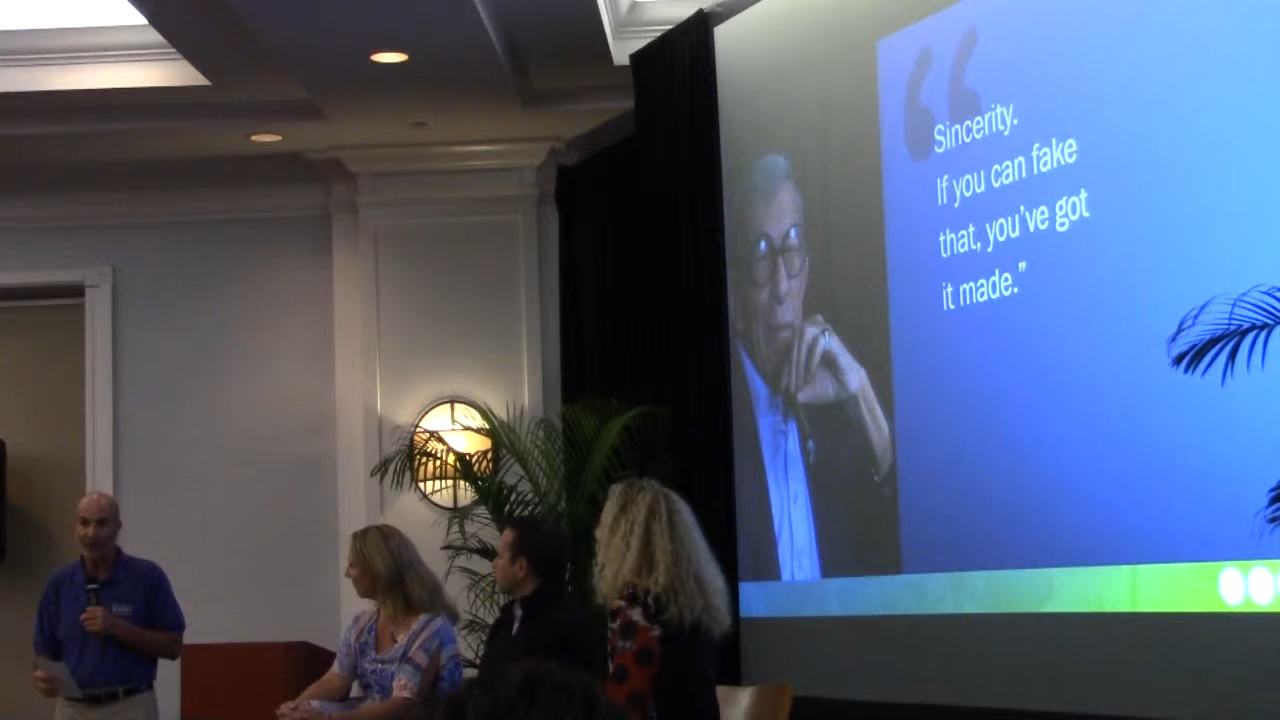 “
Sincerity.
If you can fake
that, you’ve got
it made.”